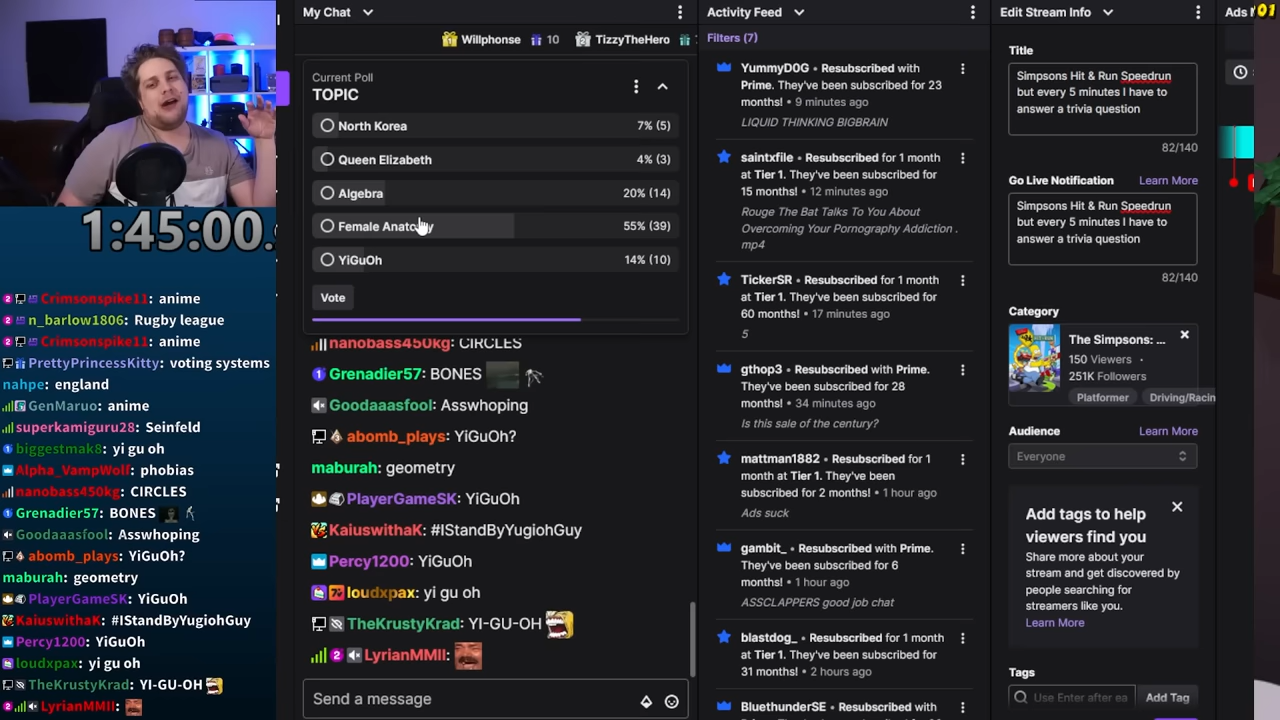 1:45:00.
Crimsonspike11: anime
n_barlow1806: Rugby league
Crimsonspike11: anime
PrettyPrincessKitty: voting systems
nahpe: england
GenMaruo: anime
superkamiguru28: Seinfeld
biggestmak8: yi gu oh
Alpha_VampWolf: phobias
nanobass450kg: CIRCLES
Grenadier57: BONES
Goodaaasfool: Asswhoping
abomb_plays: YiGuOh?
maburah: geometry
PlayerGameSK: YiGuOh
KaiuswithaK: #IStandByYugiohGuy
Percy1200: YiGuOh
loudxpax: yi gu oh
TheKrustyKrad: YI-GU-OH
LyrianMMII:
My Chat
Willphonse 10 TizzyTheHero
Current Poll
TOPIC
North Korea 7% (5)
Queen Elizabeth 4% (3)
Algebra 20% (14)
Female Anatomy 55% (39)
YiGuOh 14% (10)
Vote
nanobass450kg: CIRCLES
Grenadier57: BONES
Goodaaasfool: Asswhoping
abomb_plays: YiGuOh?
maburah: geometry
PlayerGameSK: YiGuOh
KaiuswithaK: #IStandByYugiohGuy
Percy1200: YiGuOh
loudxpax: yi gu oh
TheKrustyKrad: YI-GU-OH
LyrianMMII:
Send a message
Activity Feed
Filters (7)
YummyDOG • Resubscribed with
Prime. They've been subscribed for 23
months! • 9 minutes ago
LIQUID THINKING BIGBRAIN
saintxfile • Resubscribed for 1 month
at Tier 1. They've been subscribed for
15 months! • 12 minutes ago
Rouge The Bat Talks To You About
Overcoming Your Pornography Addiction .
mp4
TickerSR • Resubscribed for 1 month
at Tier 1. They've been subscribed for
60 months! • 17 minutes ago
5
gthop3 • Resubscribed with Prime.
They've been subscribed for 28
months! • 34 minutes ago
Is this sale of the century?
mattman1882 • Resubscribed for 1
month at Tier 1. They've been
subscribed for 2 months! • 1 hour ago
Ads suck
gambit_ • Resubscribed with Prime.
They've been subscribed for 6
months! • 1 hour ago
ASSCLAPPERS good job chat
blastdog_ • Resubscribed for 1 month
at Tier 1. They've been subscribed for
31 months! • 2 hours ago
BluethunderSE • Resubscribed with
Edit Stream Info
Title
Simpsons Hit & Run Speedrun
but every 5 minutes I have to
answer a trivia question
82/140
Go Live Notification Learn More
Simpsons Hit & Run Speedrun
but every 5 minutes I have to
answer a trivia question
82/140
Category
The Simpsons: ...
150 Viewers •
251K Followers
Platformer Driving/Racin
Audience Learn More
Everyone
Add tags to help
viewers find you
Share more about your
stream and get discovered by
people searching for
streamers like you.
Learn More
Tags
Use Enter after ea Add Tag
Ads
01